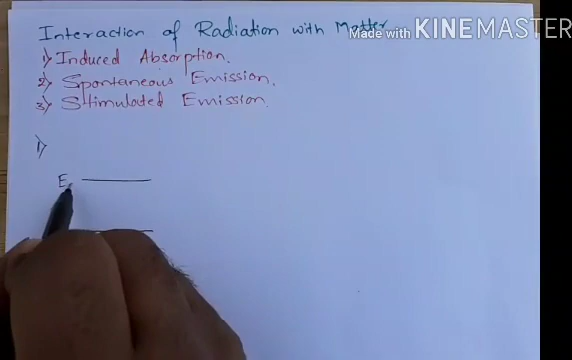 Interaction of Radiation with Matter
Made with KINEMASTER
1) Induced Absorption.
2) Spontaneous Emission.
3) Stimulated Emission.
1)
E